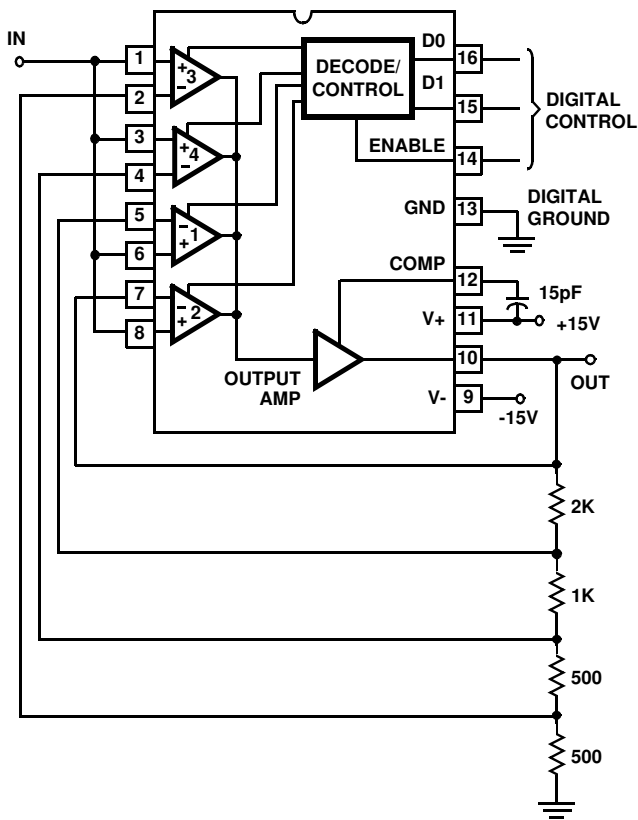 IN
1
2
3
4
5
6
7
8
+
−
3
+
−
4
−
+
1
−
+
2
DECODE/
CONTROL
D0
16
D1
15
ENABLE
14
DIGITAL
CONTROL
GND
13
DIGITAL
GROUND
COMP
12
15pF
V+
11
+15V
10
OUT
OUTPUT
AMP
V-
9
-15V
2K
1K
500
500